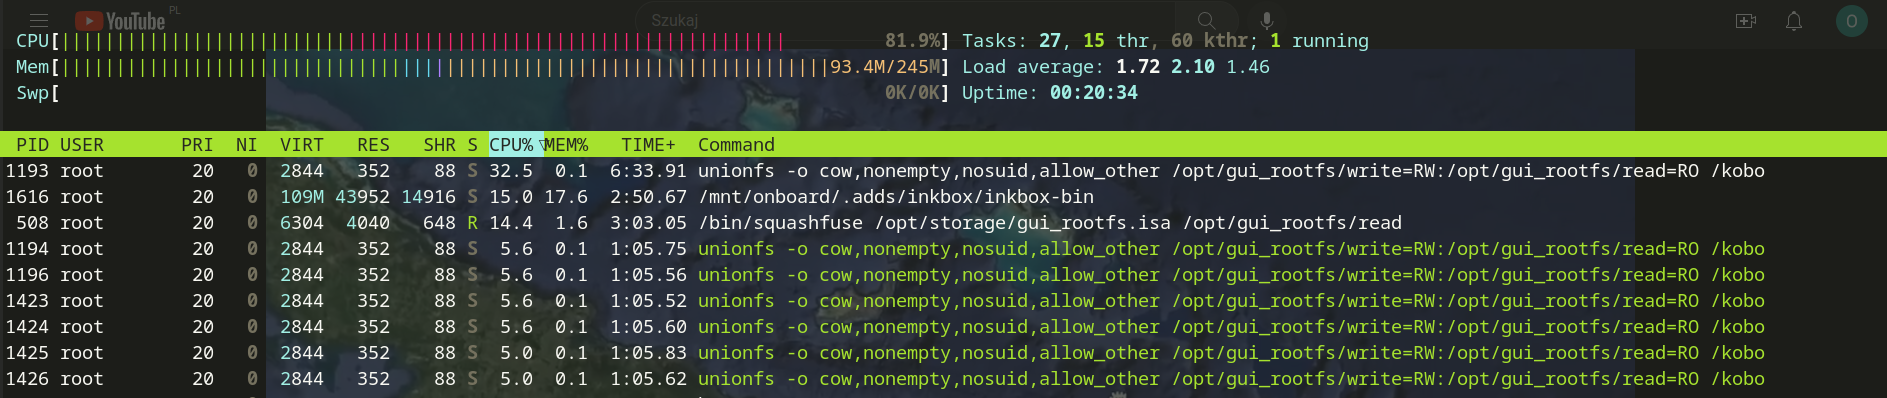 YouTube PL Szukaj O
CPU[ 81.9%] Tasks: 27, 15 thr, 60 kthr; 1 running
Mem[ 93.4M/245M] Load average: 1.72 2.10 1.46
Swp[ 0K/0K] Uptime: 00:20:34
PID USER PRI NI VIRT RES SHR S CPU%▽MEM% TIME+ Command
1193 root 20 0 2844 352 88 S 32.5 0.1 6:33.91 unionfs -o cow,nonempty,nosuid,allow_other /opt/gui_rootfs/write=RW:/opt/gui_rootfs/read=RO /kobo
1616 root 20 0 109M 43952 14916 S 15.0 17.6 2:50.67 /mnt/onboard/.adds/inkbox/inkbox-bin
508 root 20 0 6304 4040 648 R 14.4 1.6 3:03.05 /bin/squashfuse /opt/storage/gui_rootfs.isa /opt/gui_rootfs/read
1194 root 20 0 2844 352 88 S 5.6 0.1 1:05.75 unionfs -o cow,nonempty,nosuid,allow_other /opt/gui_rootfs/write=RW:/opt/gui_rootfs/read=RO /kobo
1196 root 20 0 2844 352 88 S 5.6 0.1 1:05.56 unionfs -o cow,nonempty,nosuid,allow_other /opt/gui_rootfs/write=RW:/opt/gui_rootfs/read=RO /kobo
1423 root 20 0 2844 352 88 S 5.6 0.1 1:05.52 unionfs -o cow,nonempty,nosuid,allow_other /opt/gui_rootfs/write=RW:/opt/gui_rootfs/read=RO /kobo
1424 root 20 0 2844 352 88 S 5.6 0.1 1:05.60 unionfs -o cow,nonempty,nosuid,allow_other /opt/gui_rootfs/write=RW:/opt/gui_rootfs/read=RO /kobo
1425 root 20 0 2844 352 88 S 5.0 0.1 1:05.83 unionfs -o cow,nonempty,nosuid,allow_other /opt/gui_rootfs/write=RW:/opt/gui_rootfs/read=RO /kobo
1426 root 20 0 2844 352 88 S 5.0 0.1 1:05.62 unionfs -o cow,nonempty,nosuid,allow_other /opt/gui_rootfs/write=RW:/opt/gui_rootfs/read=RO /kobo